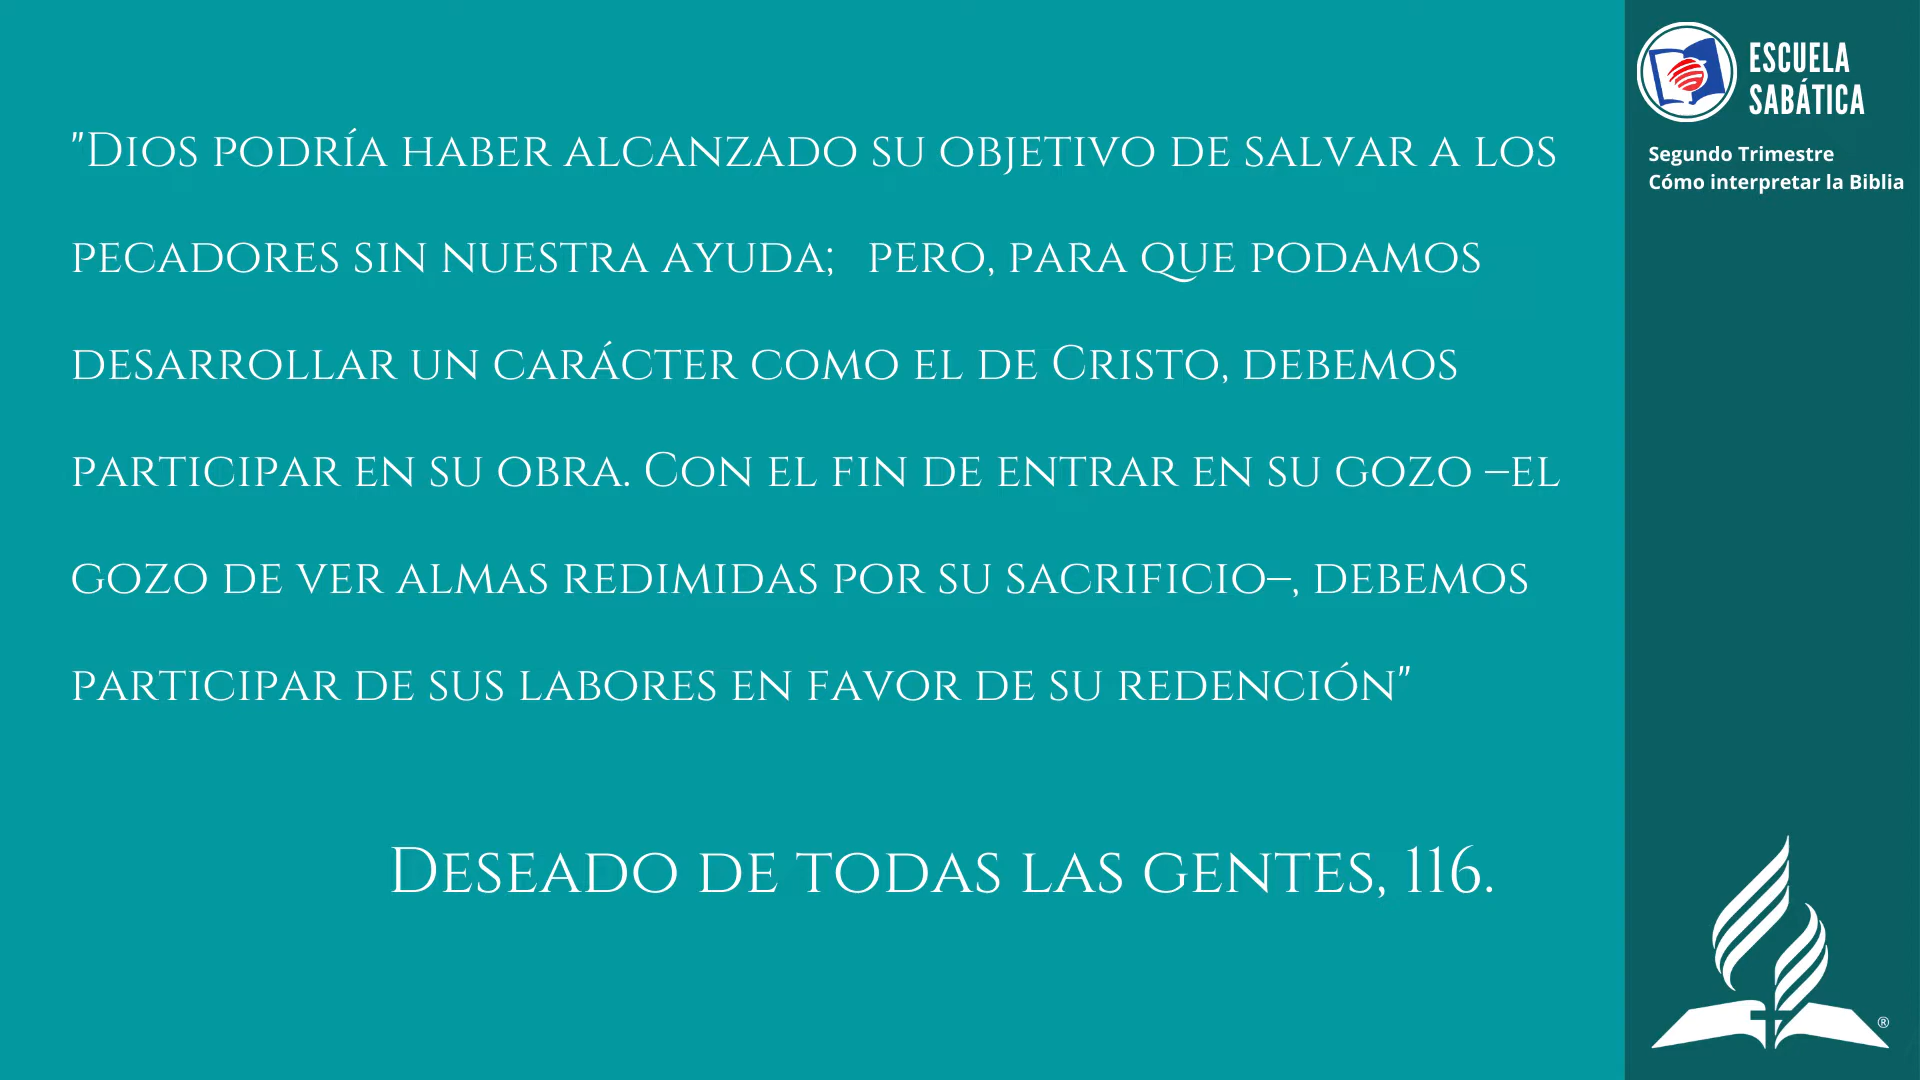 "Dios podría haber alcanzado su objetivo de salvar a los
pecadores sin nuestra ayuda; pero, para que podamos
desarrollar un carácter como el de Cristo, debemos
participar en su obra. Con el fin de entrar en su gozo –el
gozo de ver almas redimidas por su sacrificio–, debemos
participar de sus labores en favor de su redención"
Deseado de todas las gentes, 116.
ESCUELA
SABÁTICA
Segundo Trimestre
Cómo interpretar la Biblia
®